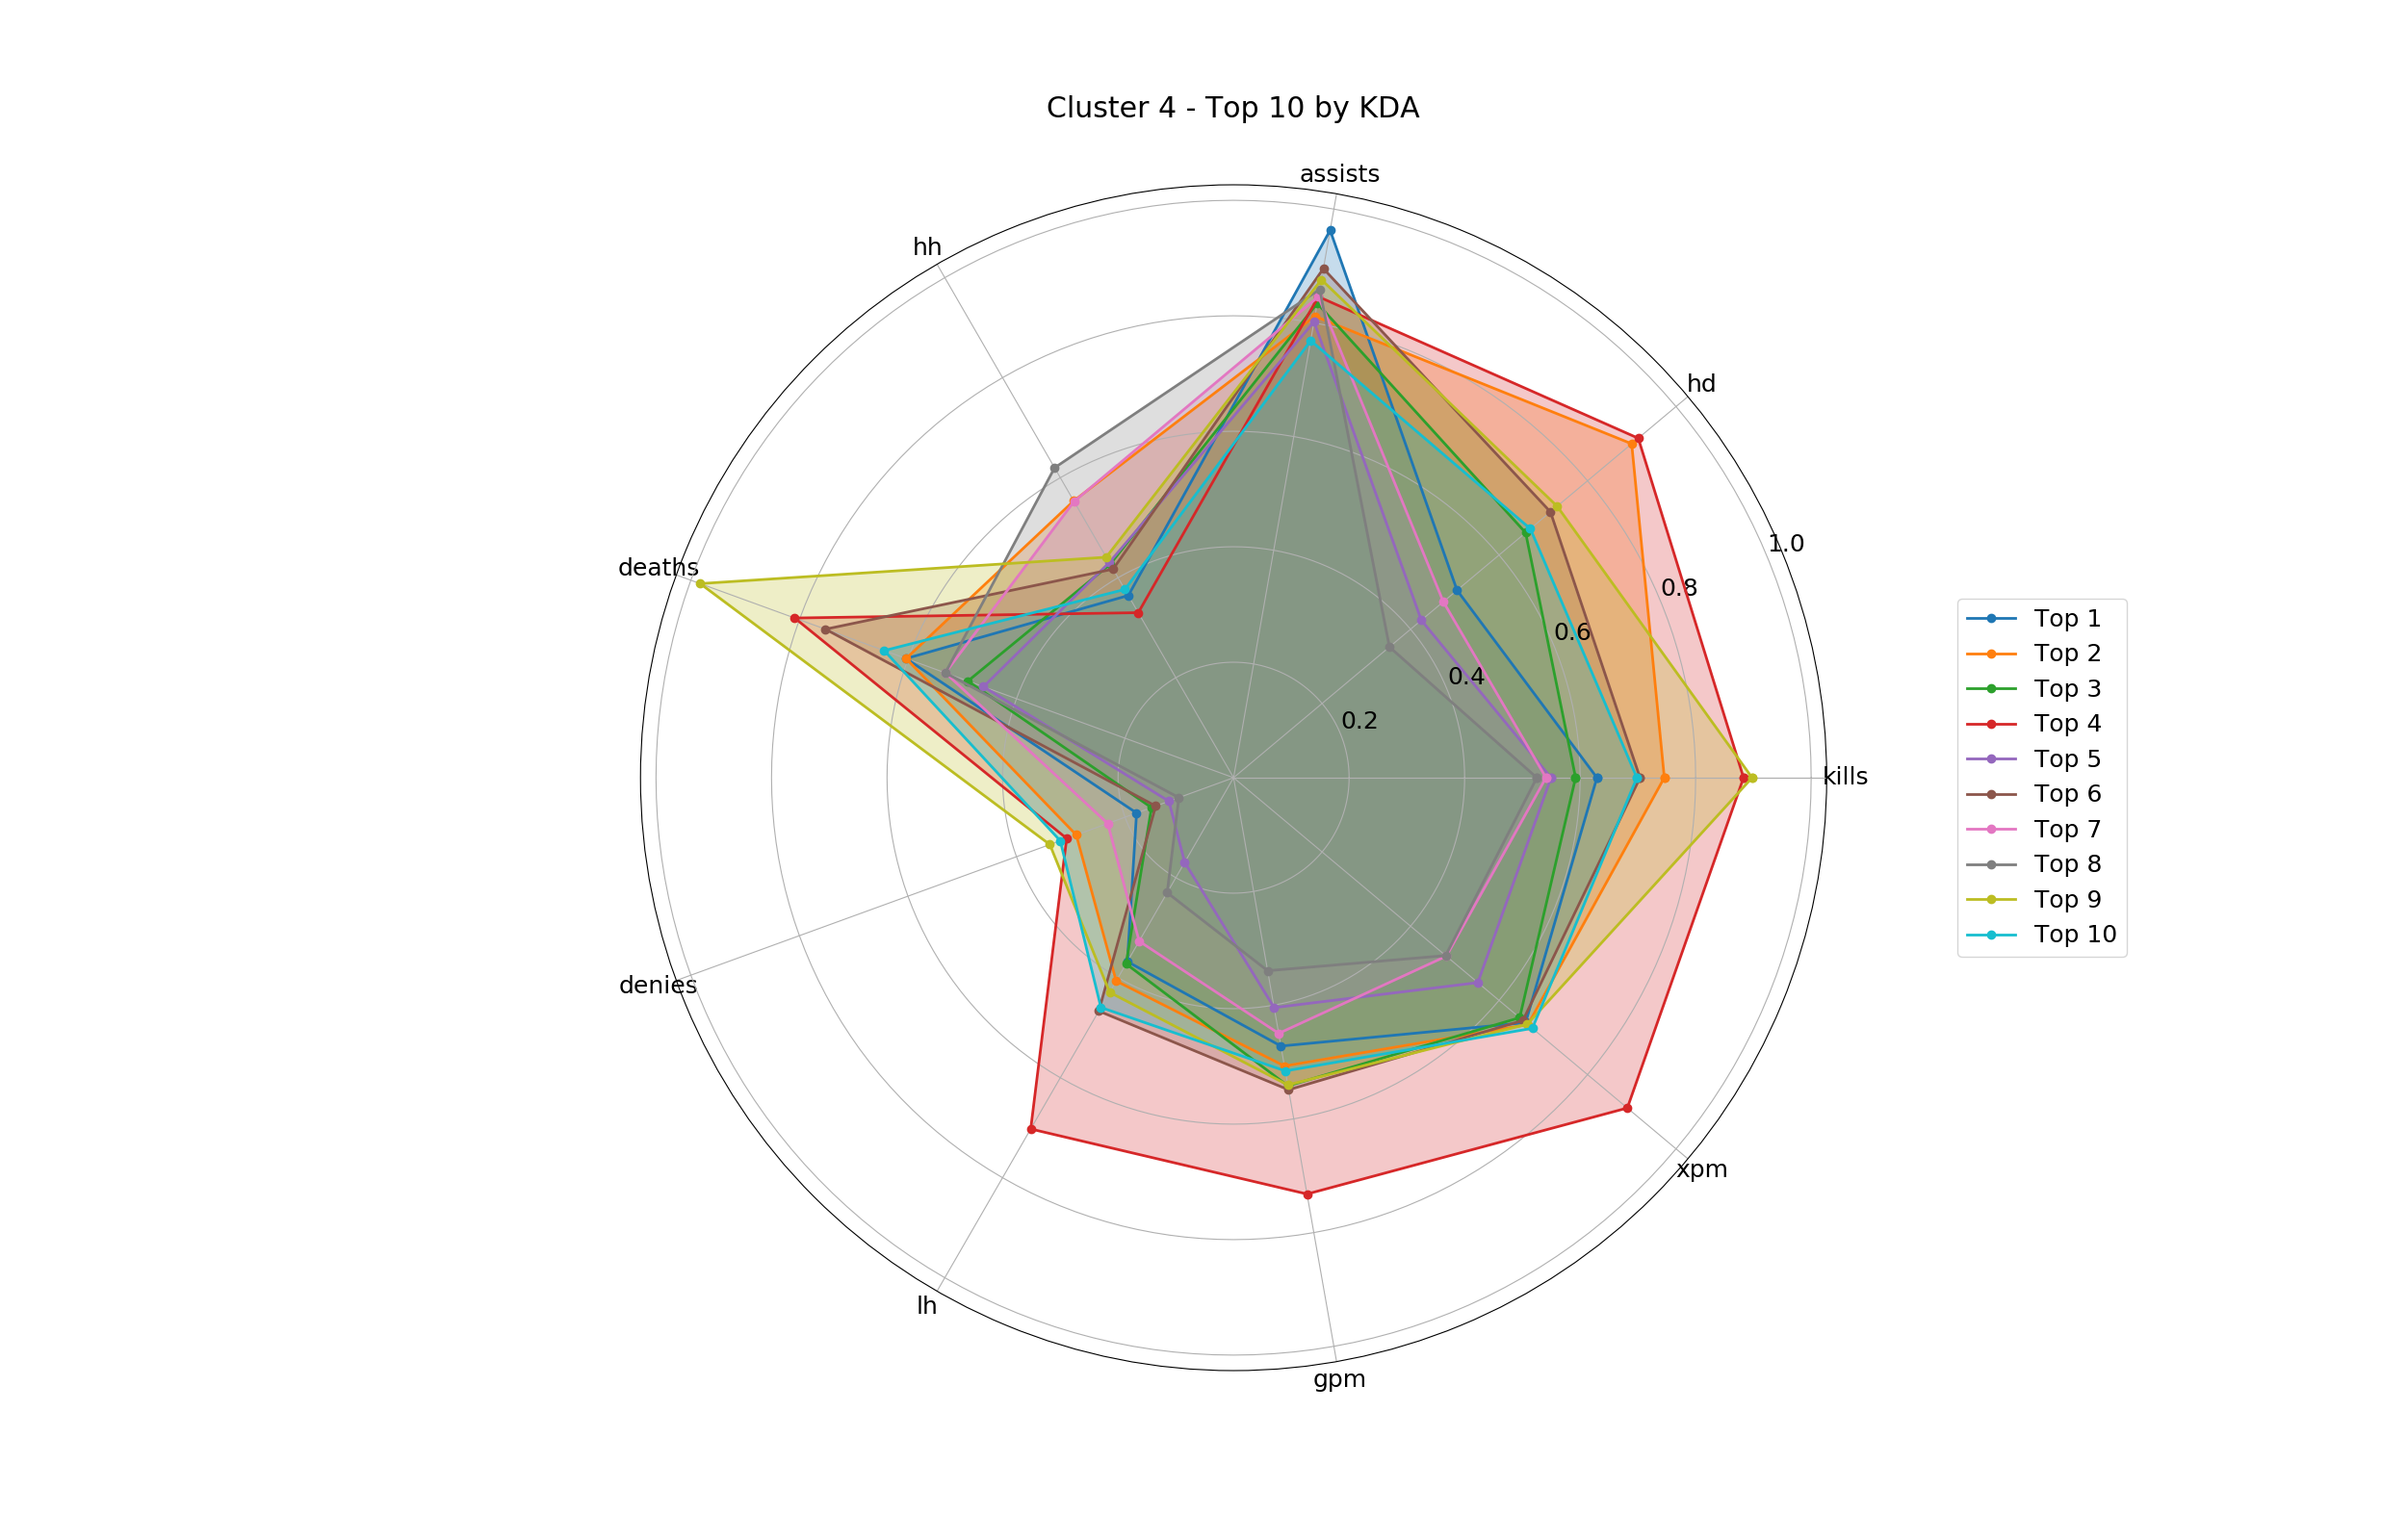 Cluster 4 - Top 10 by KDA
assists
hh
hd
deaths
1.0
0.8
0.6
0.4
0.2
kills
denies
xpm
lh
gpm
Top 1
Top 2
Top 3
Top 4
Top 5
Top 6
Top 7
Top 8
Top 9
Top 10